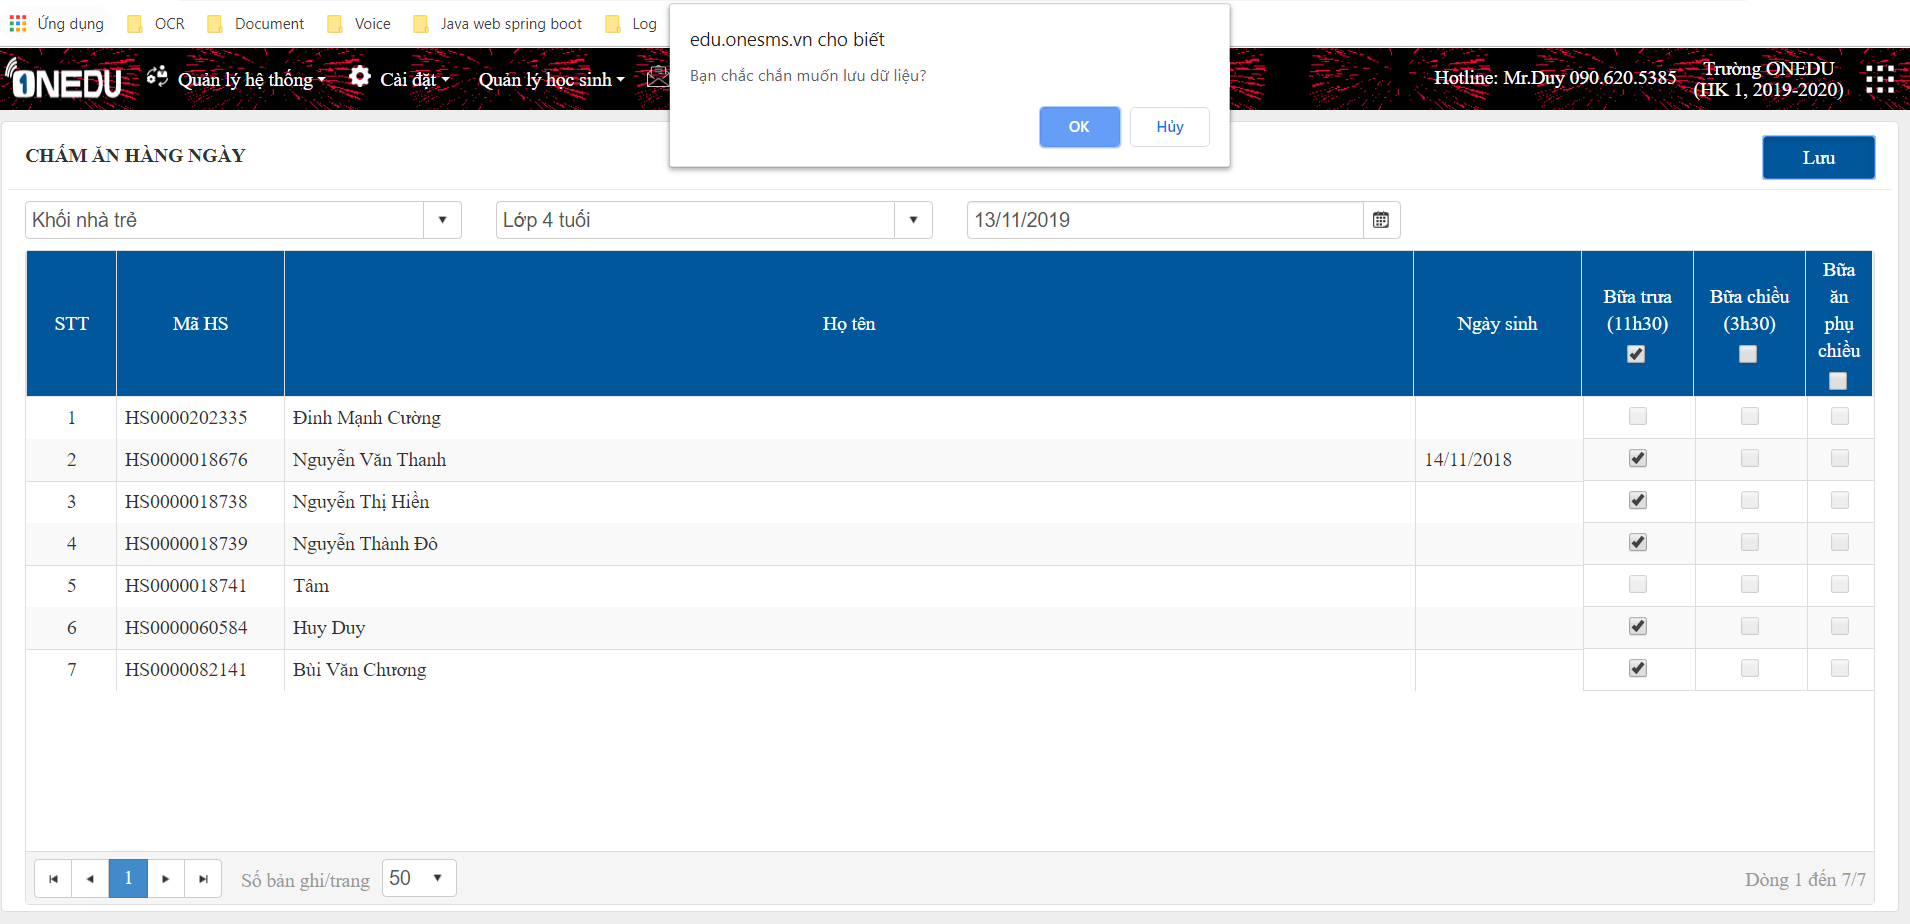 Ứng dụng OCR Document Voice Java web spring boot Log
edu.onesms.vn cho biết
Bạn chắc chắn muốn lưu dữ liệu?
OK Hủy
1ONEDU Quản lý hệ thống Cài đặt Quản lý học sinh Hotline: Mr.Duy 090.620.5385 Trường ONEDU
(HK 1, 2019-2020)
CHẤM ĂN HÀNG NGÀY Lưu
Khối nhà trẻ Lớp 4 tuổi 13/11/2019
STT Mã HS Họ tên Ngày sinh Bữa trưa (11h30) Bữa chiều (3h30) Bữa ăn phụ chiều
1 HS0000202335 Đinh Mạnh Cường
2 HS0000018676 Nguyễn Văn Thanh 14/11/2018
3 HS0000018738 Nguyễn Thị Hiền
4 HS0000018739 Nguyễn Thành Đô
5 HS0000018741 Tâm
6 HS0000060584 Huy Duy
7 HS0000082141 Bùi Văn Chương
1 Số bản ghi/trang 50 Dòng 1 đến 7/7